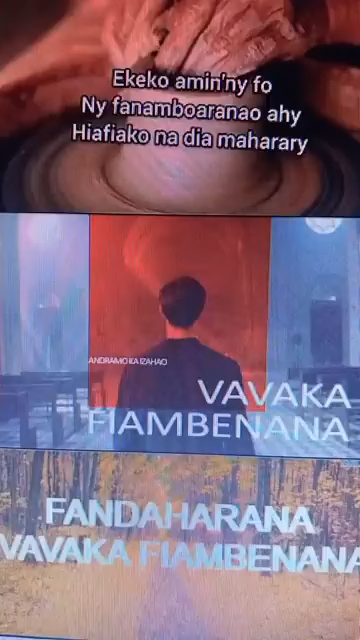 Ekeko amin'ny fo
Ny fanamboaranao ahy
Hiafiako na dia maharary
ANDRAMO KA IZAHAO
VAVAKA
FIAMBENANA
FANDAHARANA
VAVAKA FIAMBENANA